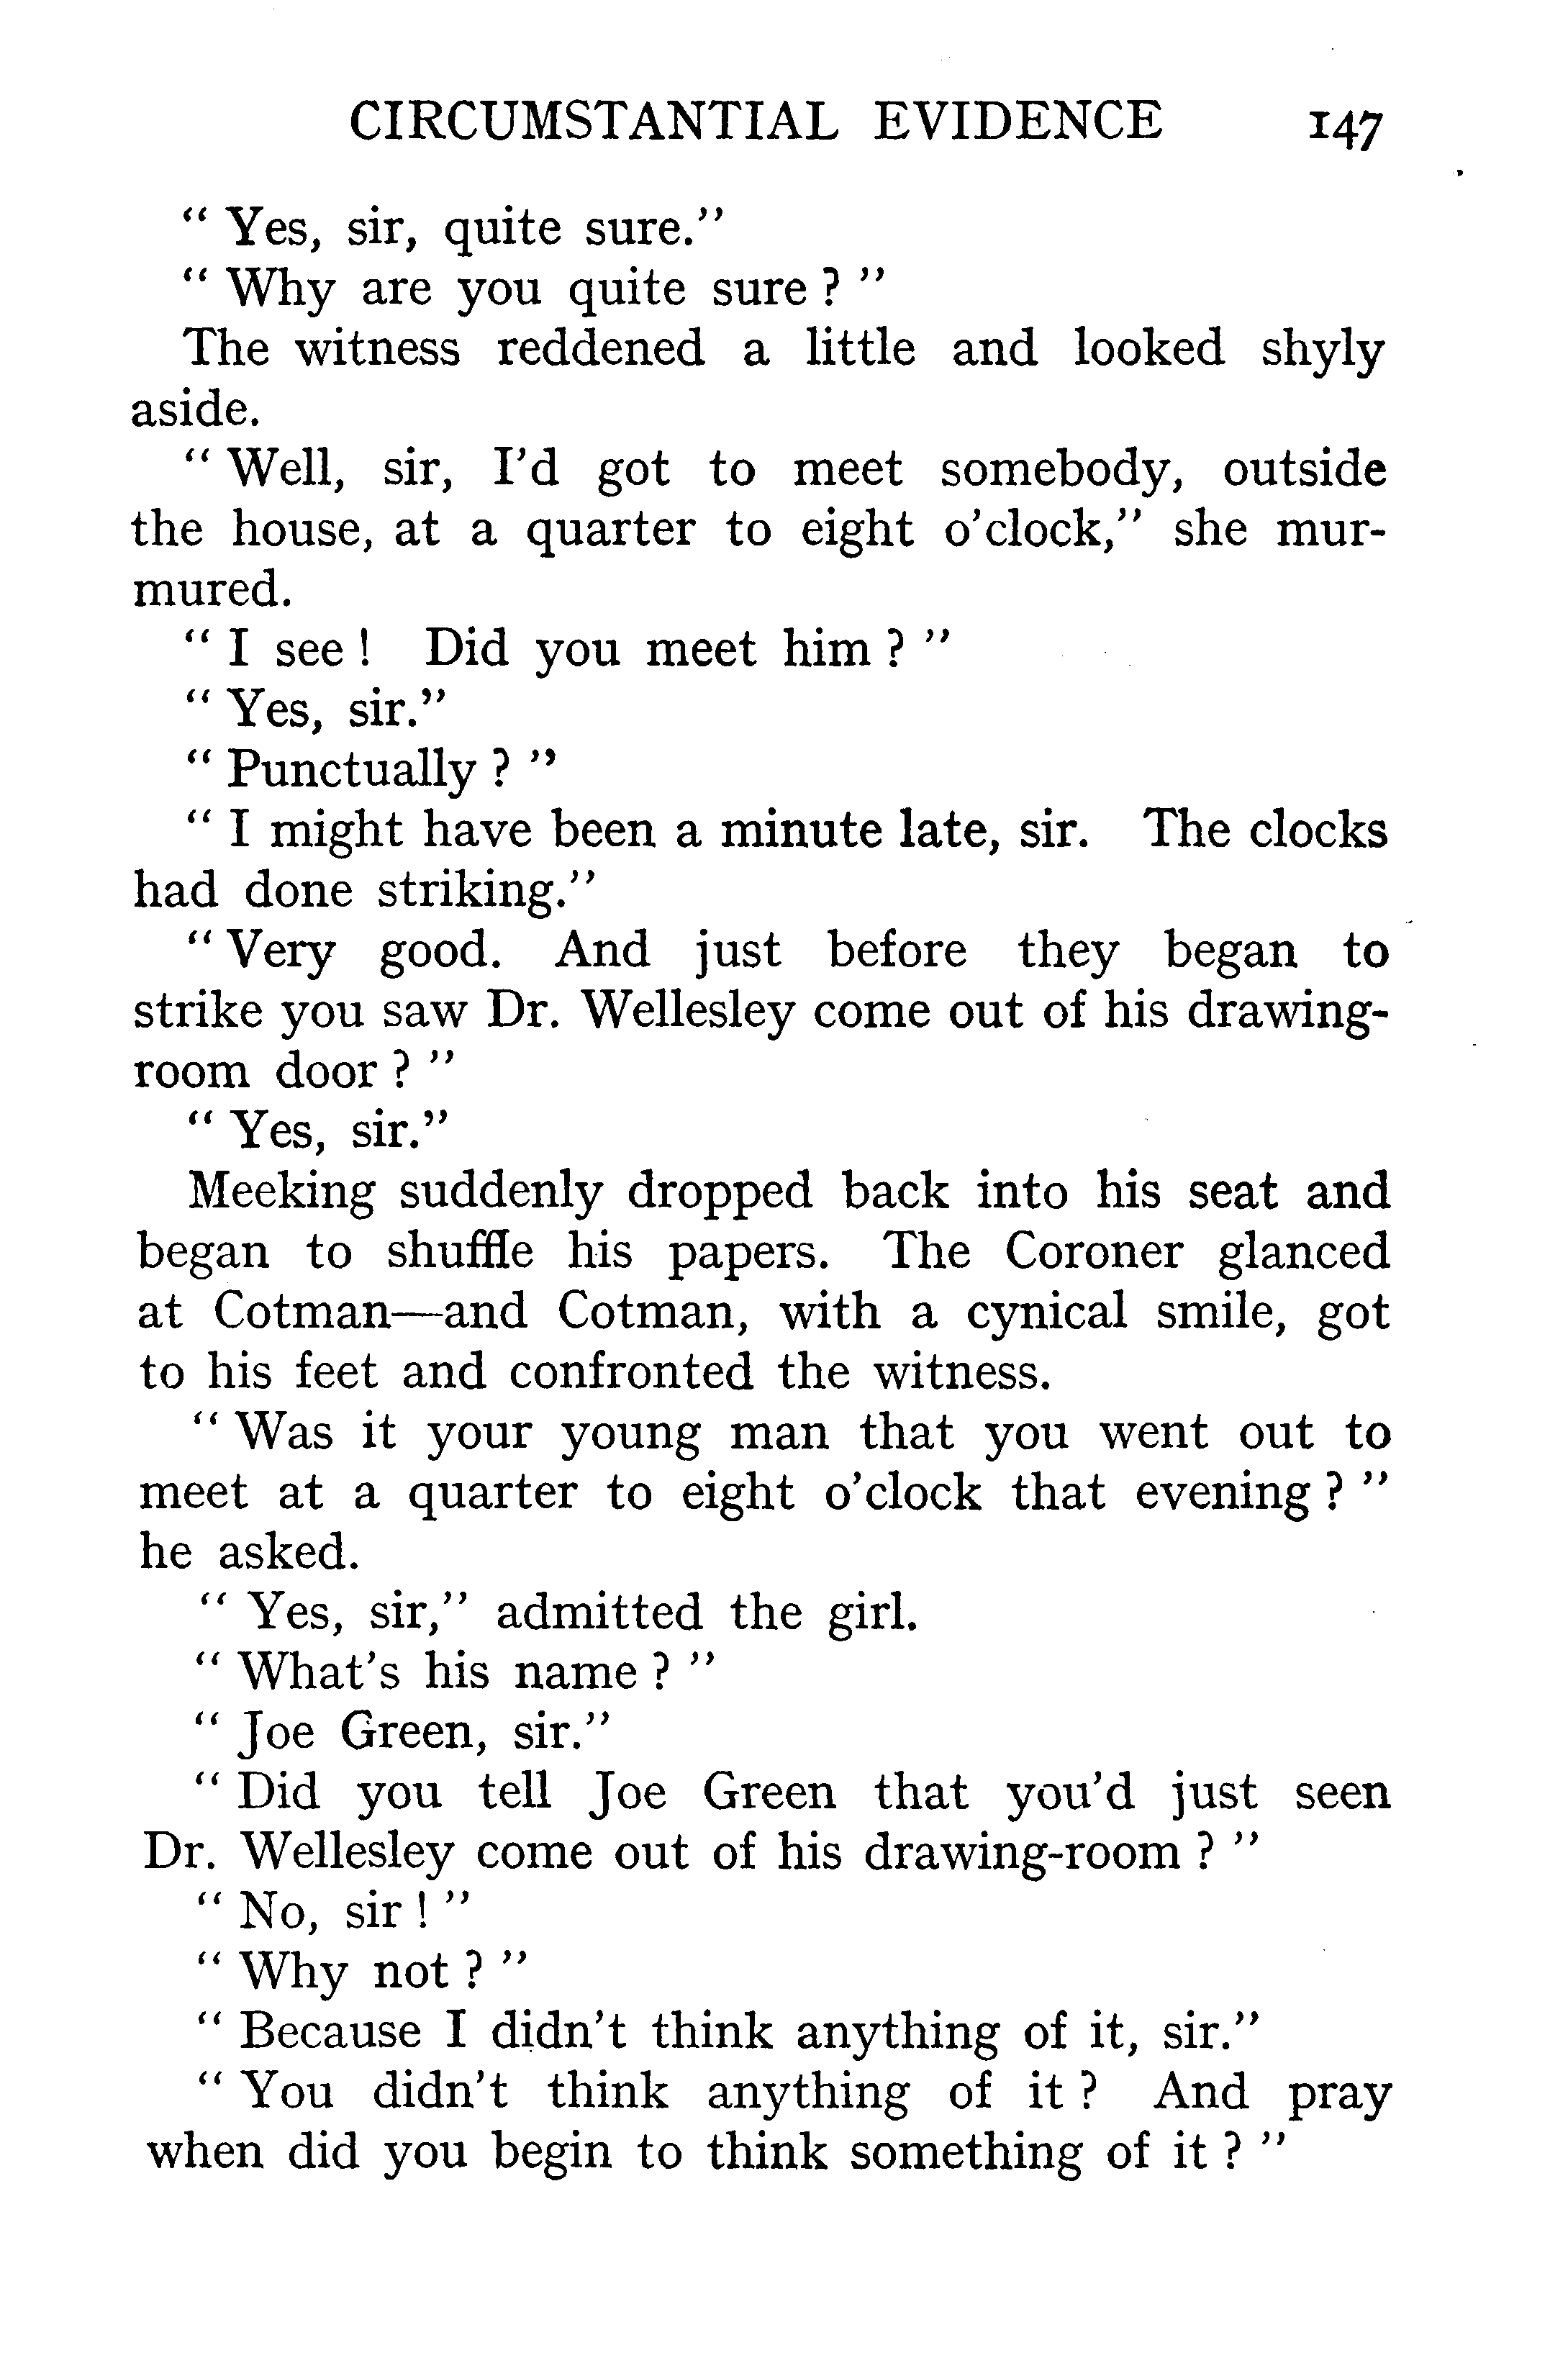 CIRCUMSTANTIAL EVIDENCE 147
“ Yes, sir, quite sure.”
“ Why are you quite sure ? ”
The witness reddened a little and looked shyly
aside.
“ Well, sir, I’d got to meet somebody, outside
the house, at a quarter to eight o’clock,” she mur-
mured.
“ I see ! Did you meet him ? ”
“ Yes, sir.”
“ Punctually ? ”
“ I might have been a minute late, sir. The clocks
had done striking.”
“ Very good. And just before they began to
strike you saw Dr. Wellesley come out of his drawing-
room door ? ”
“ Yes, sir.”
Meeking suddenly dropped back into his seat and
began to shuffle his papers. The Coroner glanced
at Cotman—and Cotman, with a cynical smile, got
to his feet and confronted the witness.
“ Was it your young man that you went out to
meet at a quarter to eight o’clock that evening ? ”
he asked.
“ Yes, sir,” admitted the girl.
“ What’s his name ? ”
“ Joe Green, sir.”
“ Did you tell Joe Green that you’d just seen
Dr. Wellesley come out of his drawing-room ? ”
“ No, sir ! ”
“ Why not ? ”
“ Because I didn’t think anything of it, sir.”
“ You didn’t think anything of it ? And pray
when did you begin to think something of it ? ”